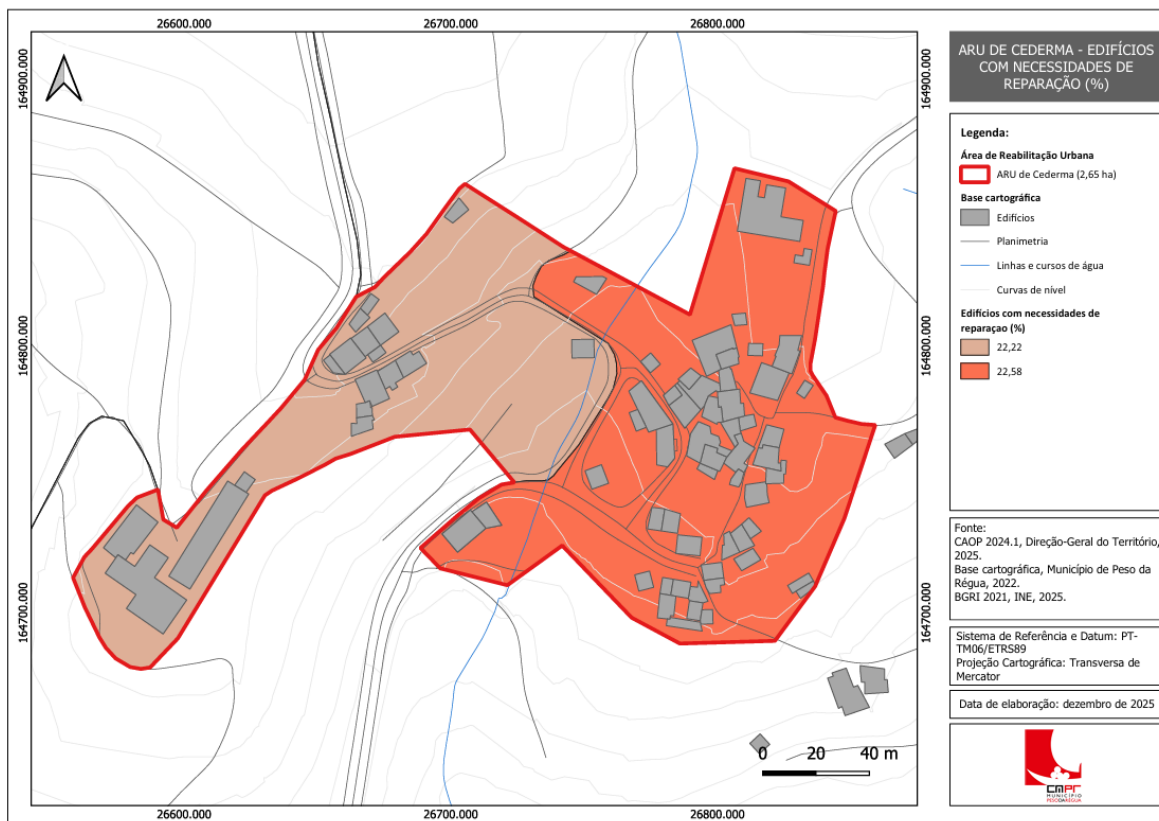 26600.000
26700.000
26800.000
164900.000
164900.000
164800.000
164800.000
164700.000
164700.000
0 20 40 m
26600.000
26700.000
26800.000
ARU DE CEDERMA - EDIFÍCIOS
COM NECESSIDADES DE
REPARAÇÃO (%)
Legenda:
Área de Reabilitação Urbana
ARU de Cederma (2,65 ha)
Base cartográfica
Edifícios
Planimetria
Linhas e cursos de água
Curvas de nível
Edifícios com necessidades de
reparaçao (%)
22,22
22,58
Fonte:
CAOP 2024.1, Direção-Geral do Território,
2025.
Base cartográfica, Município de Peso da
Régua, 2022.
BGRI 2021, INE, 2025.
Sistema de Referência e Datum: PT-
TM06/ETRS89
Projeção Cartográfica: Transversa de
Mercator
Data de elaboração: dezembro de 2025
CMPR
MUNICÍPIO
PESO DA RÉGUA